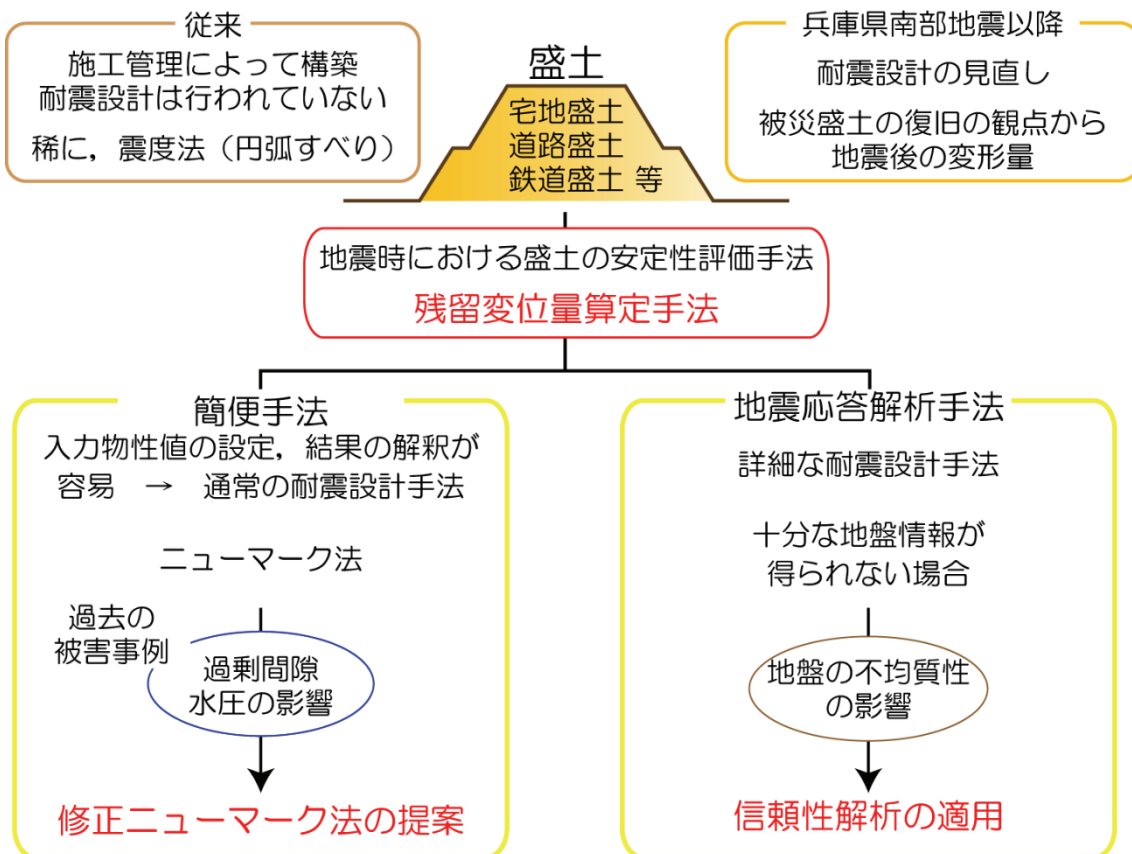 従来
施工管理によって構築
耐震設計は行われていない
稀に，震度法（円弧すべり）
盛土
宅地盛土
道路盛土
鉄道盛土 等
兵庫県南部地震以降
耐震設計の見直し
被災盛土の復旧の観点から
地震後の変形量
地震時における盛土の安定性評価手法
残留変位量算定手法
簡便手法
入力物性値の設定，結果の解釈が
容易　→　通常の耐震設計手法
ニューマーク法
過去の
被害事例
過剰間隙
水圧の影響
修正ニューマーク法の提案
地震応答解析手法
詳細な耐震設計手法
十分な地盤情報が
得られない場合
地盤の不均質性
の影響
信頼性解析の適用